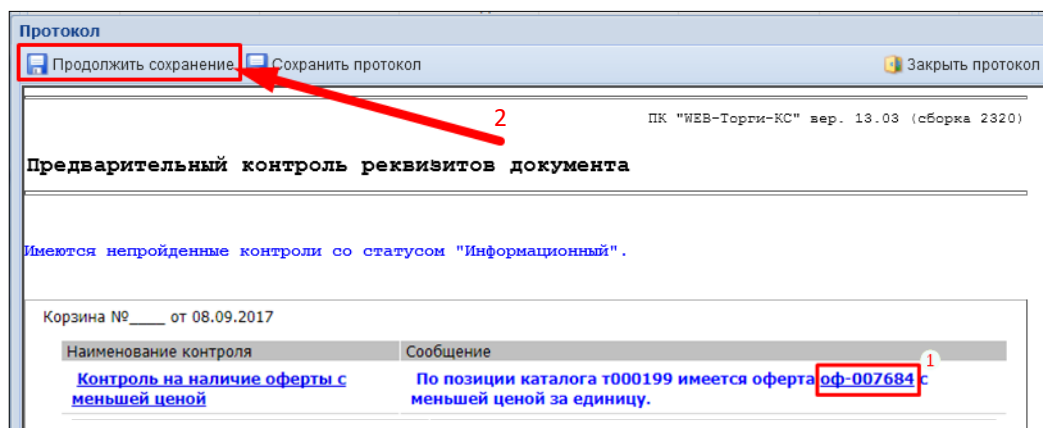 Протокол
Продолжить сохранение Сохранить протокол Закрыть протокол
2
ПК "WEB-Торги-КС" вер. 13.03 (сборка 2320)
Предварительный контроль реквизитов документа
Имеются непройденные контроли со статусом "Информационный".
Корзина №____ от 08.09.2017
Наименование контроля Сообщение
1
Контроль на наличие оферты с По позиции каталога т000199 имеется оферта оф-007684 с
меньшей ценой меньшей ценой за единицу.